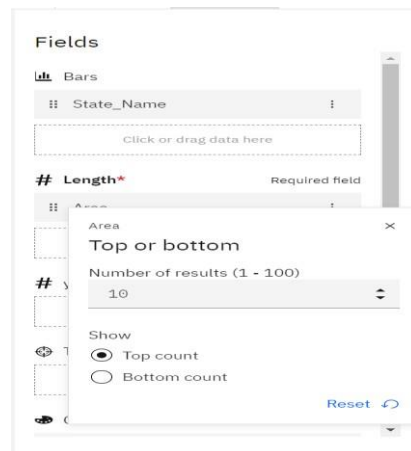 Fields
Bars
State_Name
Click or drag data here
# Length* Required field
Area
Top or bottom
Number of results (1 - 100)
10
#
Show
Top count
Bottom count
Reset